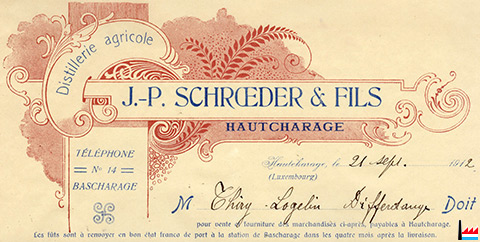 Distillerie agricole
J.-P. SCHRŒDER & FILS
HAUTCHARAGE
TÉLÉPHONE
No 14
BASCHARAGE
Hautcharage, le 21 sept. 1912
(Luxembourg)
M Thiry-Logelin Differdange Doit
pour vente et fourniture des marchandises ci-après, payables à Hautcharage.
Les fûts sont à renvoyer en bon état franco de port à la station de Bascharage dans les quatre mois après la livraison.